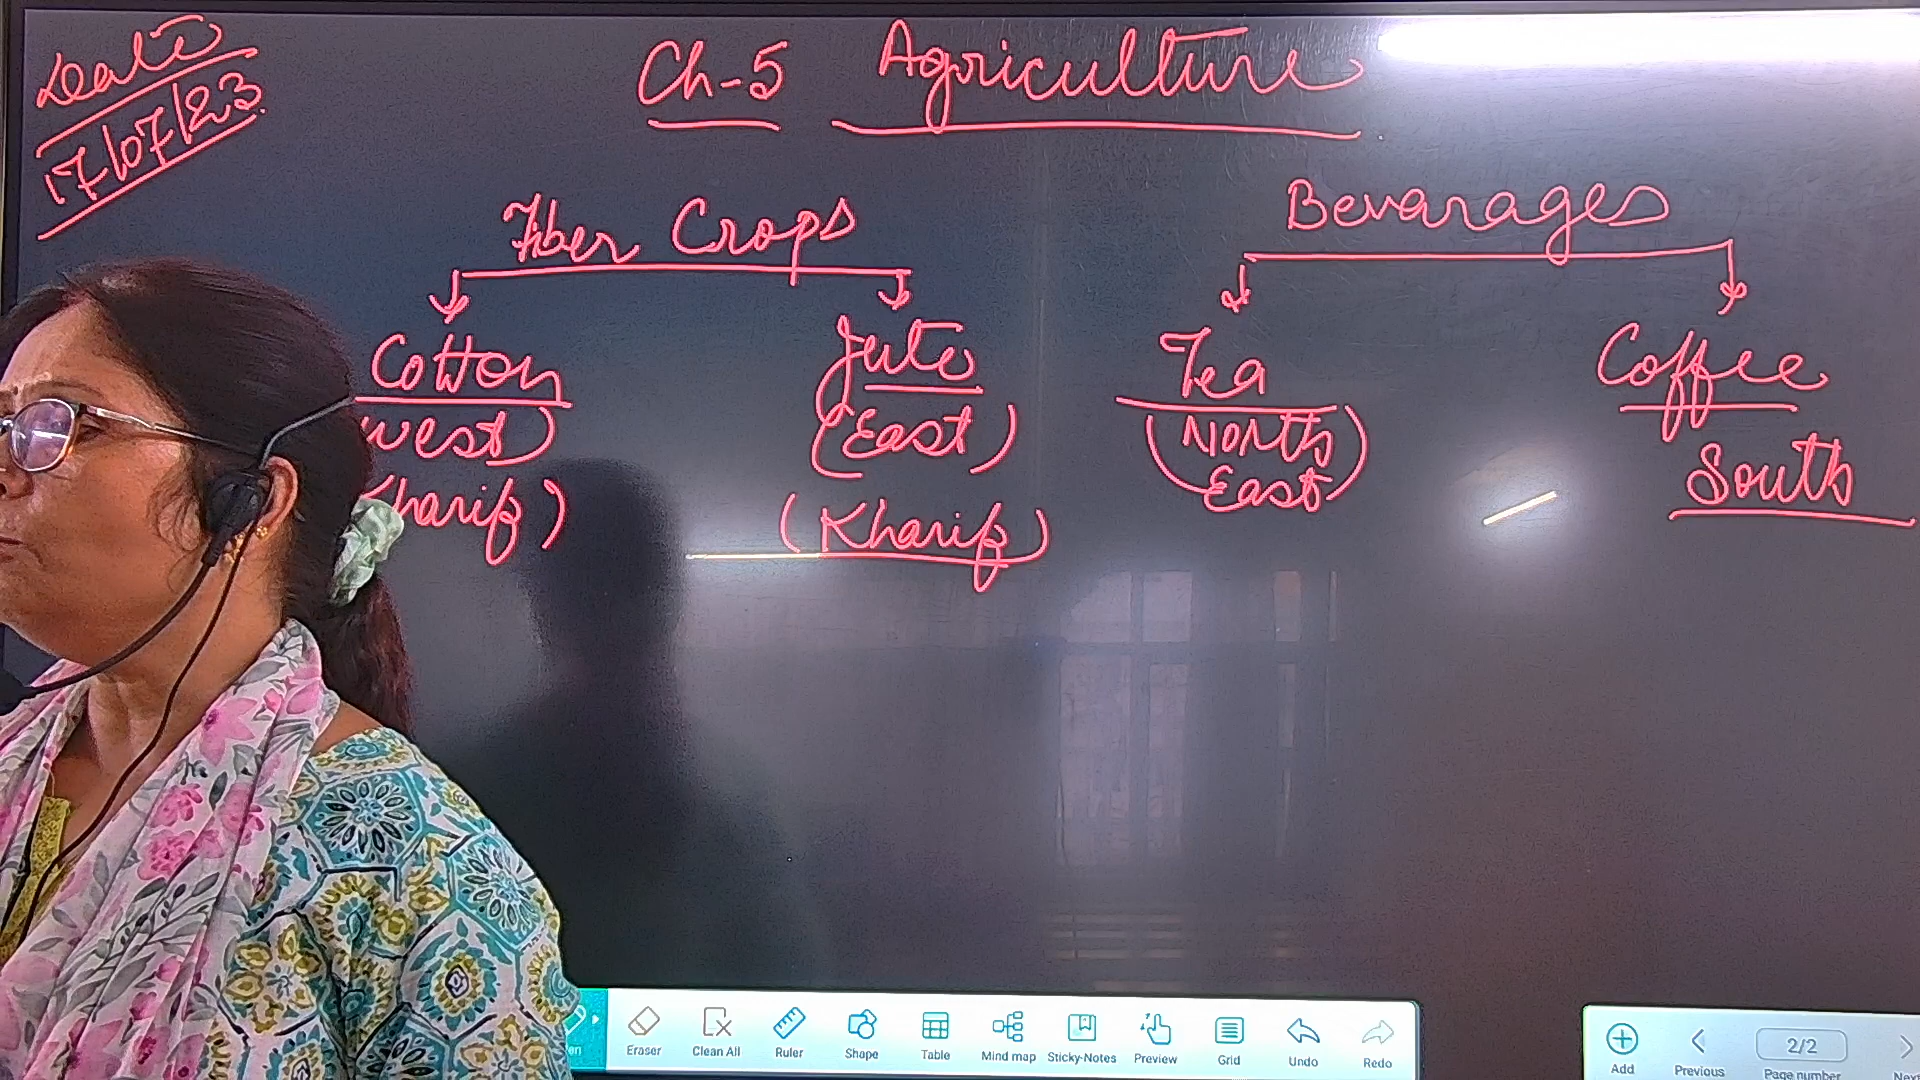 Date
17/07/23
Ch-5 Agriculture
Fiber Crops
Cotton
West)
Kharif)
Jute
(East)
(Kharif)
Bevarages
Tea
(North
East)
Coffee
South
Eraser
Clean All
Ruler
Shape
Table
Mind map
Sticky-Notes
Preview
Grid
Undo
Redo
Add
Previous
2/2
Page number